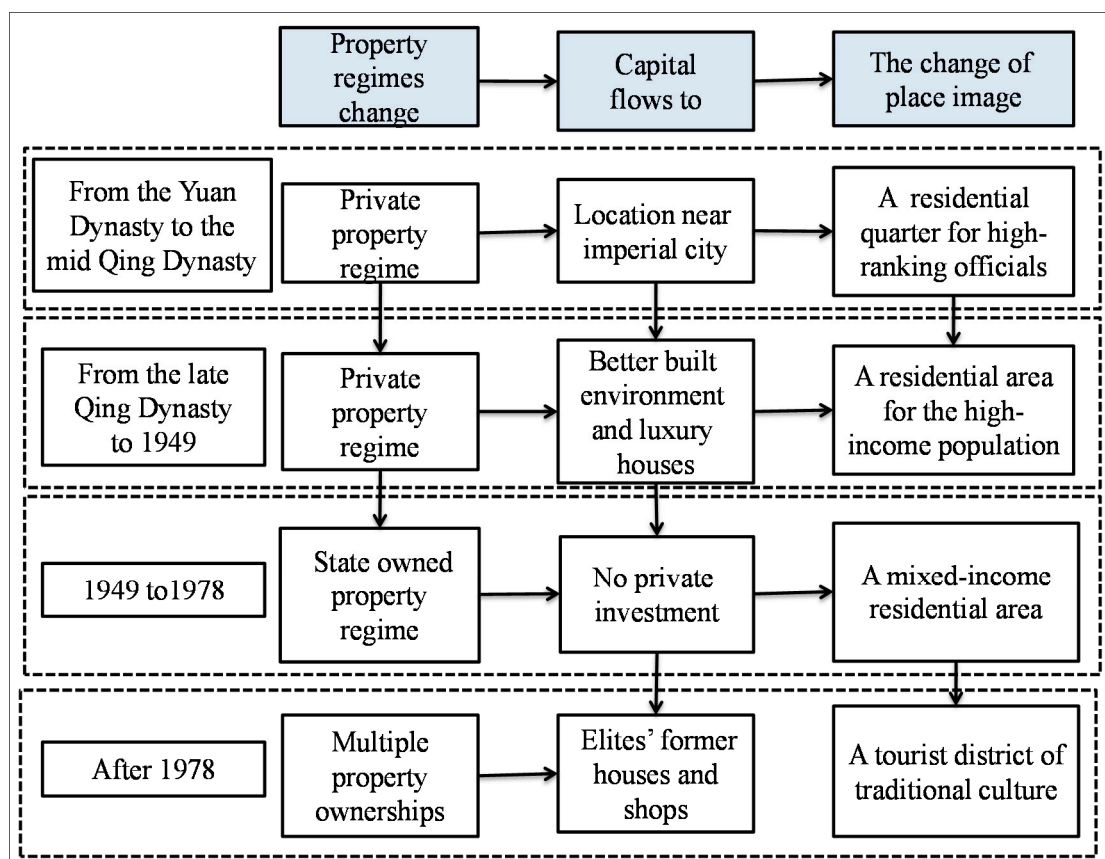 Property
regimes
change
Capital
flows to
The change of
place image
From the Yuan
Dynasty to the
mid Qing Dynasty
Private
property
regime
Location near
imperial city
A residential
quarter for high-
ranking officials
From the late
Qing Dynasty
to 1949
Private
property
regime
Better built
environment
and luxury
houses
A residential area
for the high-
income population
1949 to1978
State owned
property
regime
No private
investment
A mixed-income
residential area
After 1978
Multiple
property
ownerships
Elites’ former
houses and
shops
A tourist district of
traditional culture